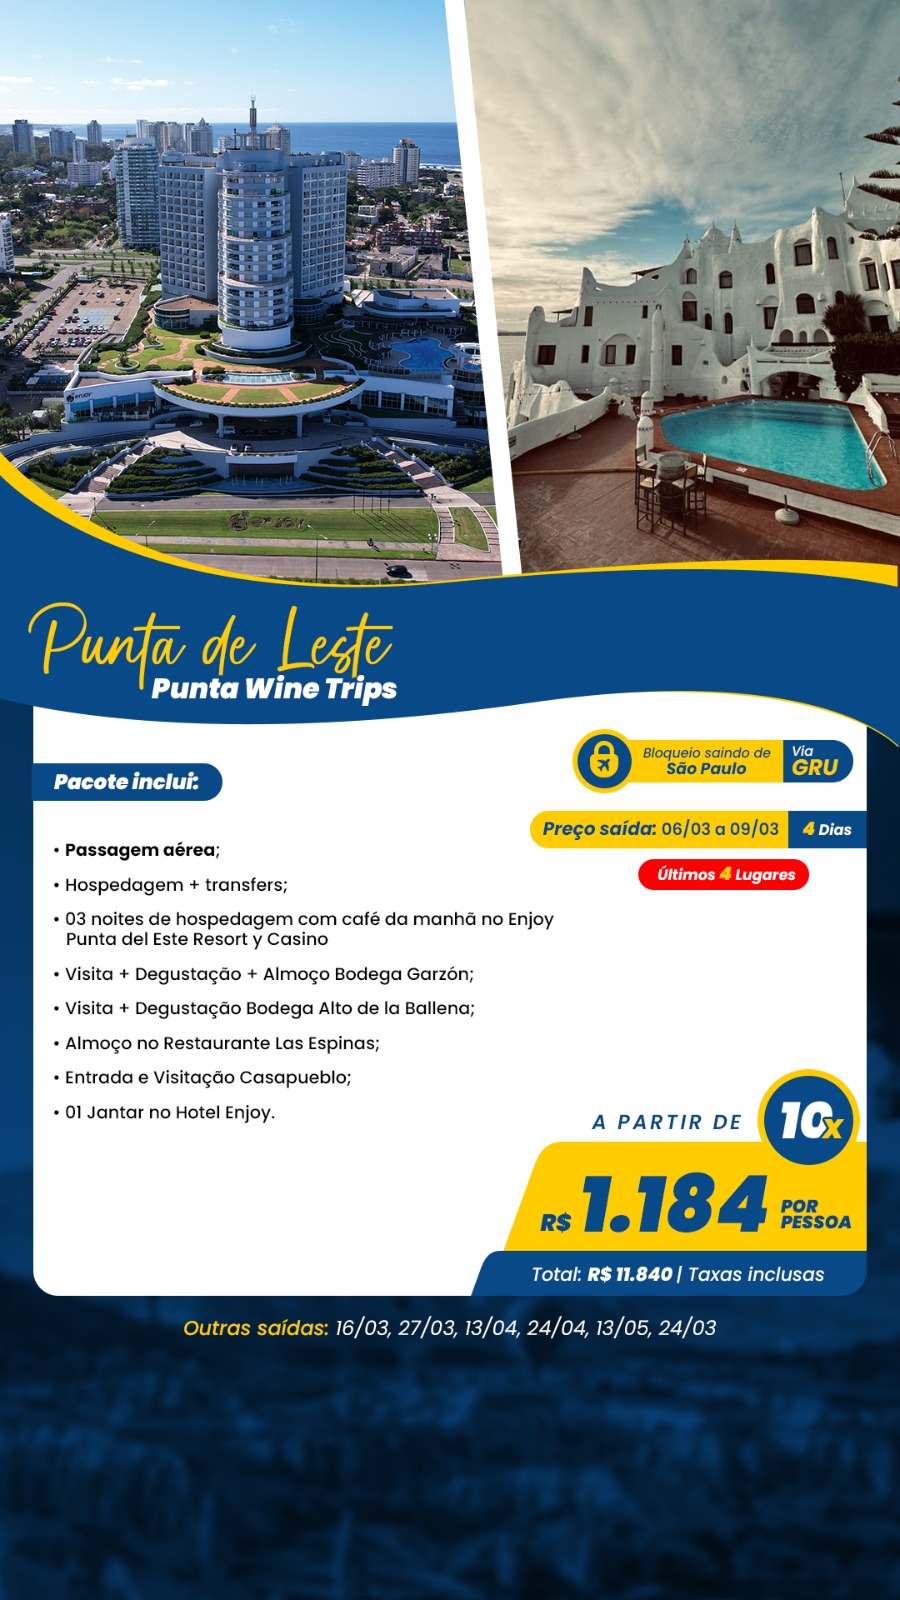 enjoy
enjoy
Punta de Leste
Punta Wine Trips
Bloqueio saindo de
São Paulo
Via
GRU
Pacote inclui:
Preço saída: 06/03 a 09/03
4 Dias
Últimos 4 Lugares
• Passagem aérea;
• Hospedagem + transfers;
• 03 noites de hospedagem com café da manhã no Enjoy
Punta del Este Resort y Casino
• Visita + Degustação + Almoço Bodega Garzón;
• Visita + Degustação Bodega Alto de la Ballena;
• Almoço no Restaurante Las Espinas;
• Entrada e Visitação Casapueblo;
• 01 Jantar no Hotel Enjoy.
A PARTIR DE
10x
R$ 1.184 POR
PESSOA
Total: R$ 11.840 | Taxas inclusas
Outras saídas: 16/03, 27/03, 13/04, 24/04, 13/05, 24/03